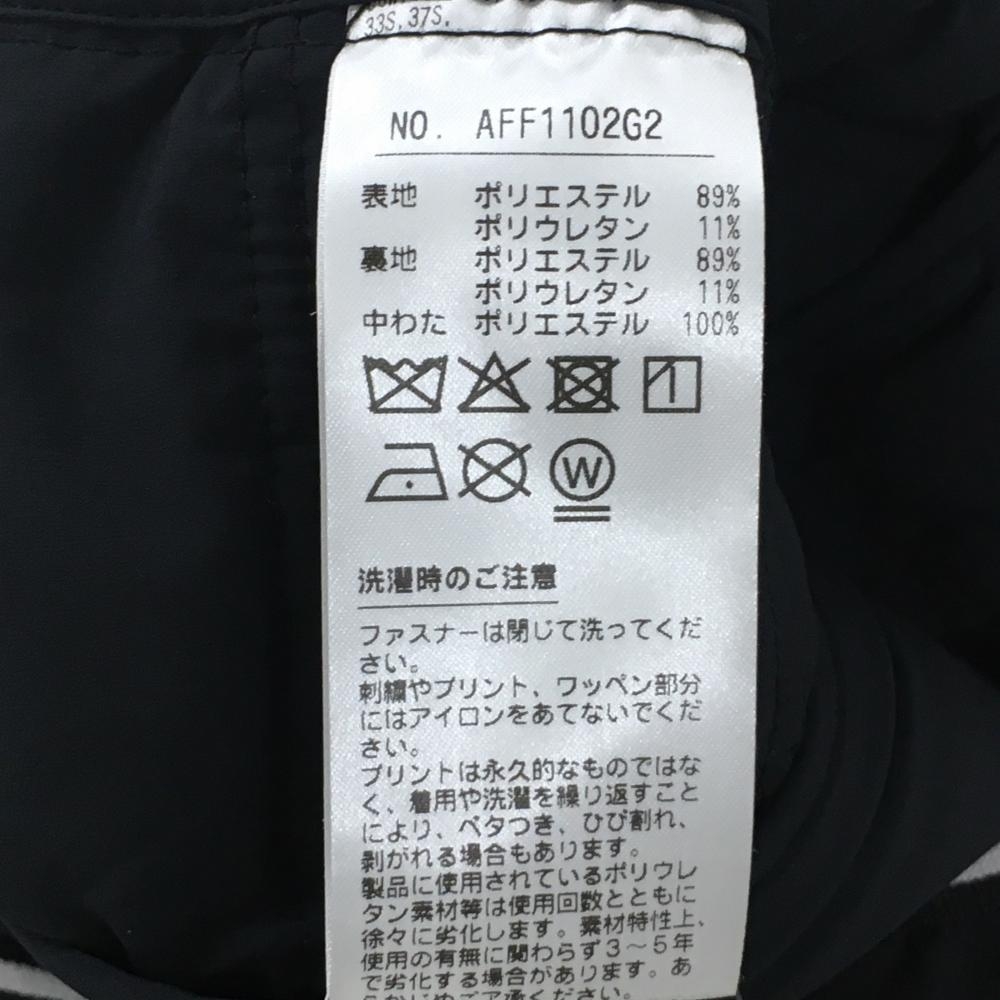 33S.37S.
NO. AFF1102G2
表地 ポリエステル 89%
ポリウレタン 11%
裏地 ポリエステル 89%
ポリウレタン 11%
中わた ポリエステル 100%
W
洗濯時のご注意
ファスナーは閉じて洗ってくだ
さい。
刺繍やプリント、ワッペン部分
にはアイロンをあてないでくだ
さい。
プリントは永久的なものではな
く、着用や洗濯を繰り返すこと
により、ベタつき、ひび割れ、
剥がれる場合もあります。
製品に使用されているポリウレ
タン素材等は使用回数とともに
徐々に劣化します。素材特性上、
使用の有無に関わらず3～5年
で劣化する場合があります。あ
らかじめご了承ください。